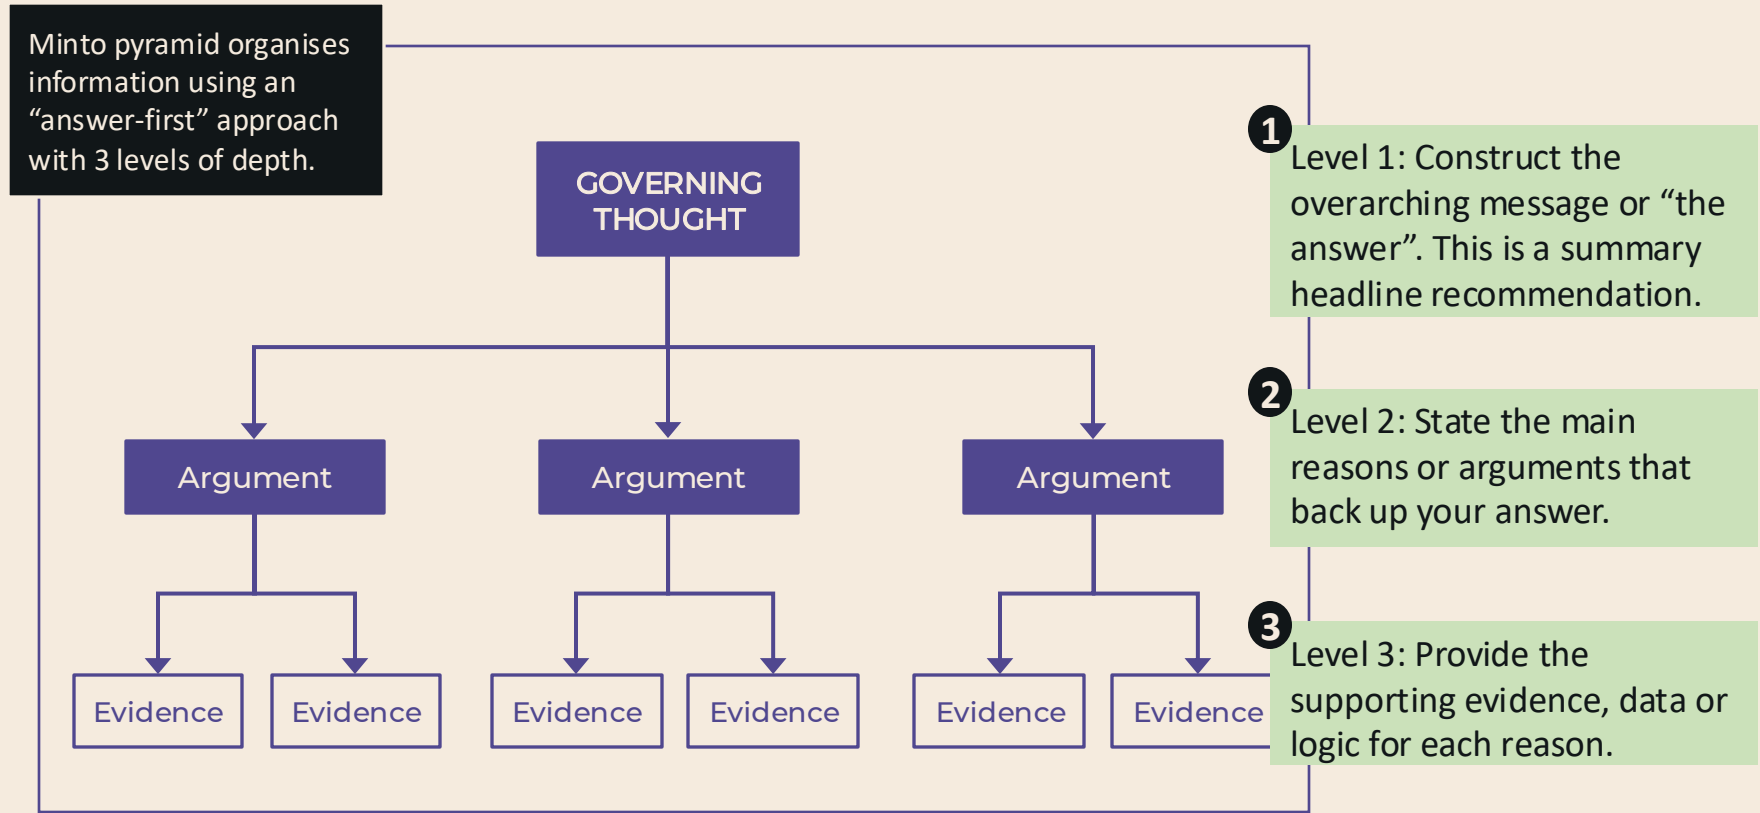 Minto pyramid organises
information using an
“answer-first” approach
with 3 levels of depth.
GOVERNING
THOUGHT
Argument
Argument
Argument
Evidence
Evidence
Evidence
Evidence
Evidence
Evidence
1
Level 1: Construct the
overarching message or “the
answer”. This is a summary
headline recommendation.
2
Level 2: State the main
reasons or arguments that
back up your answer.
3
Level 3: Provide the
supporting evidence, data or
logic for each reason.